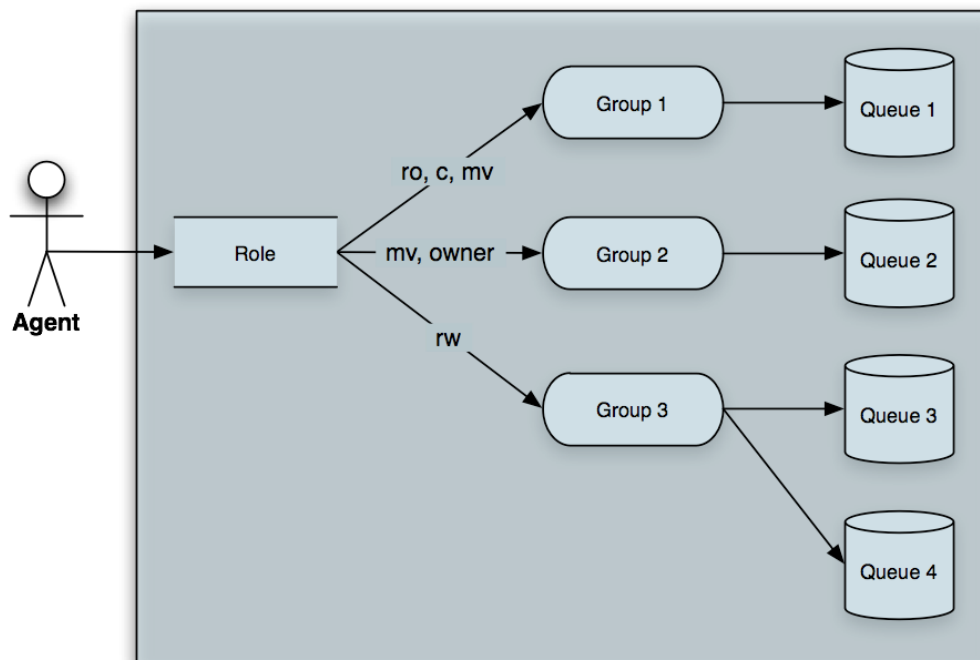 Group 1
Queue 1
ro, c, mv
Role
mv, owner
Group 2
Queue 2
Agent
rw
Group 3
Queue 3
Queue 4